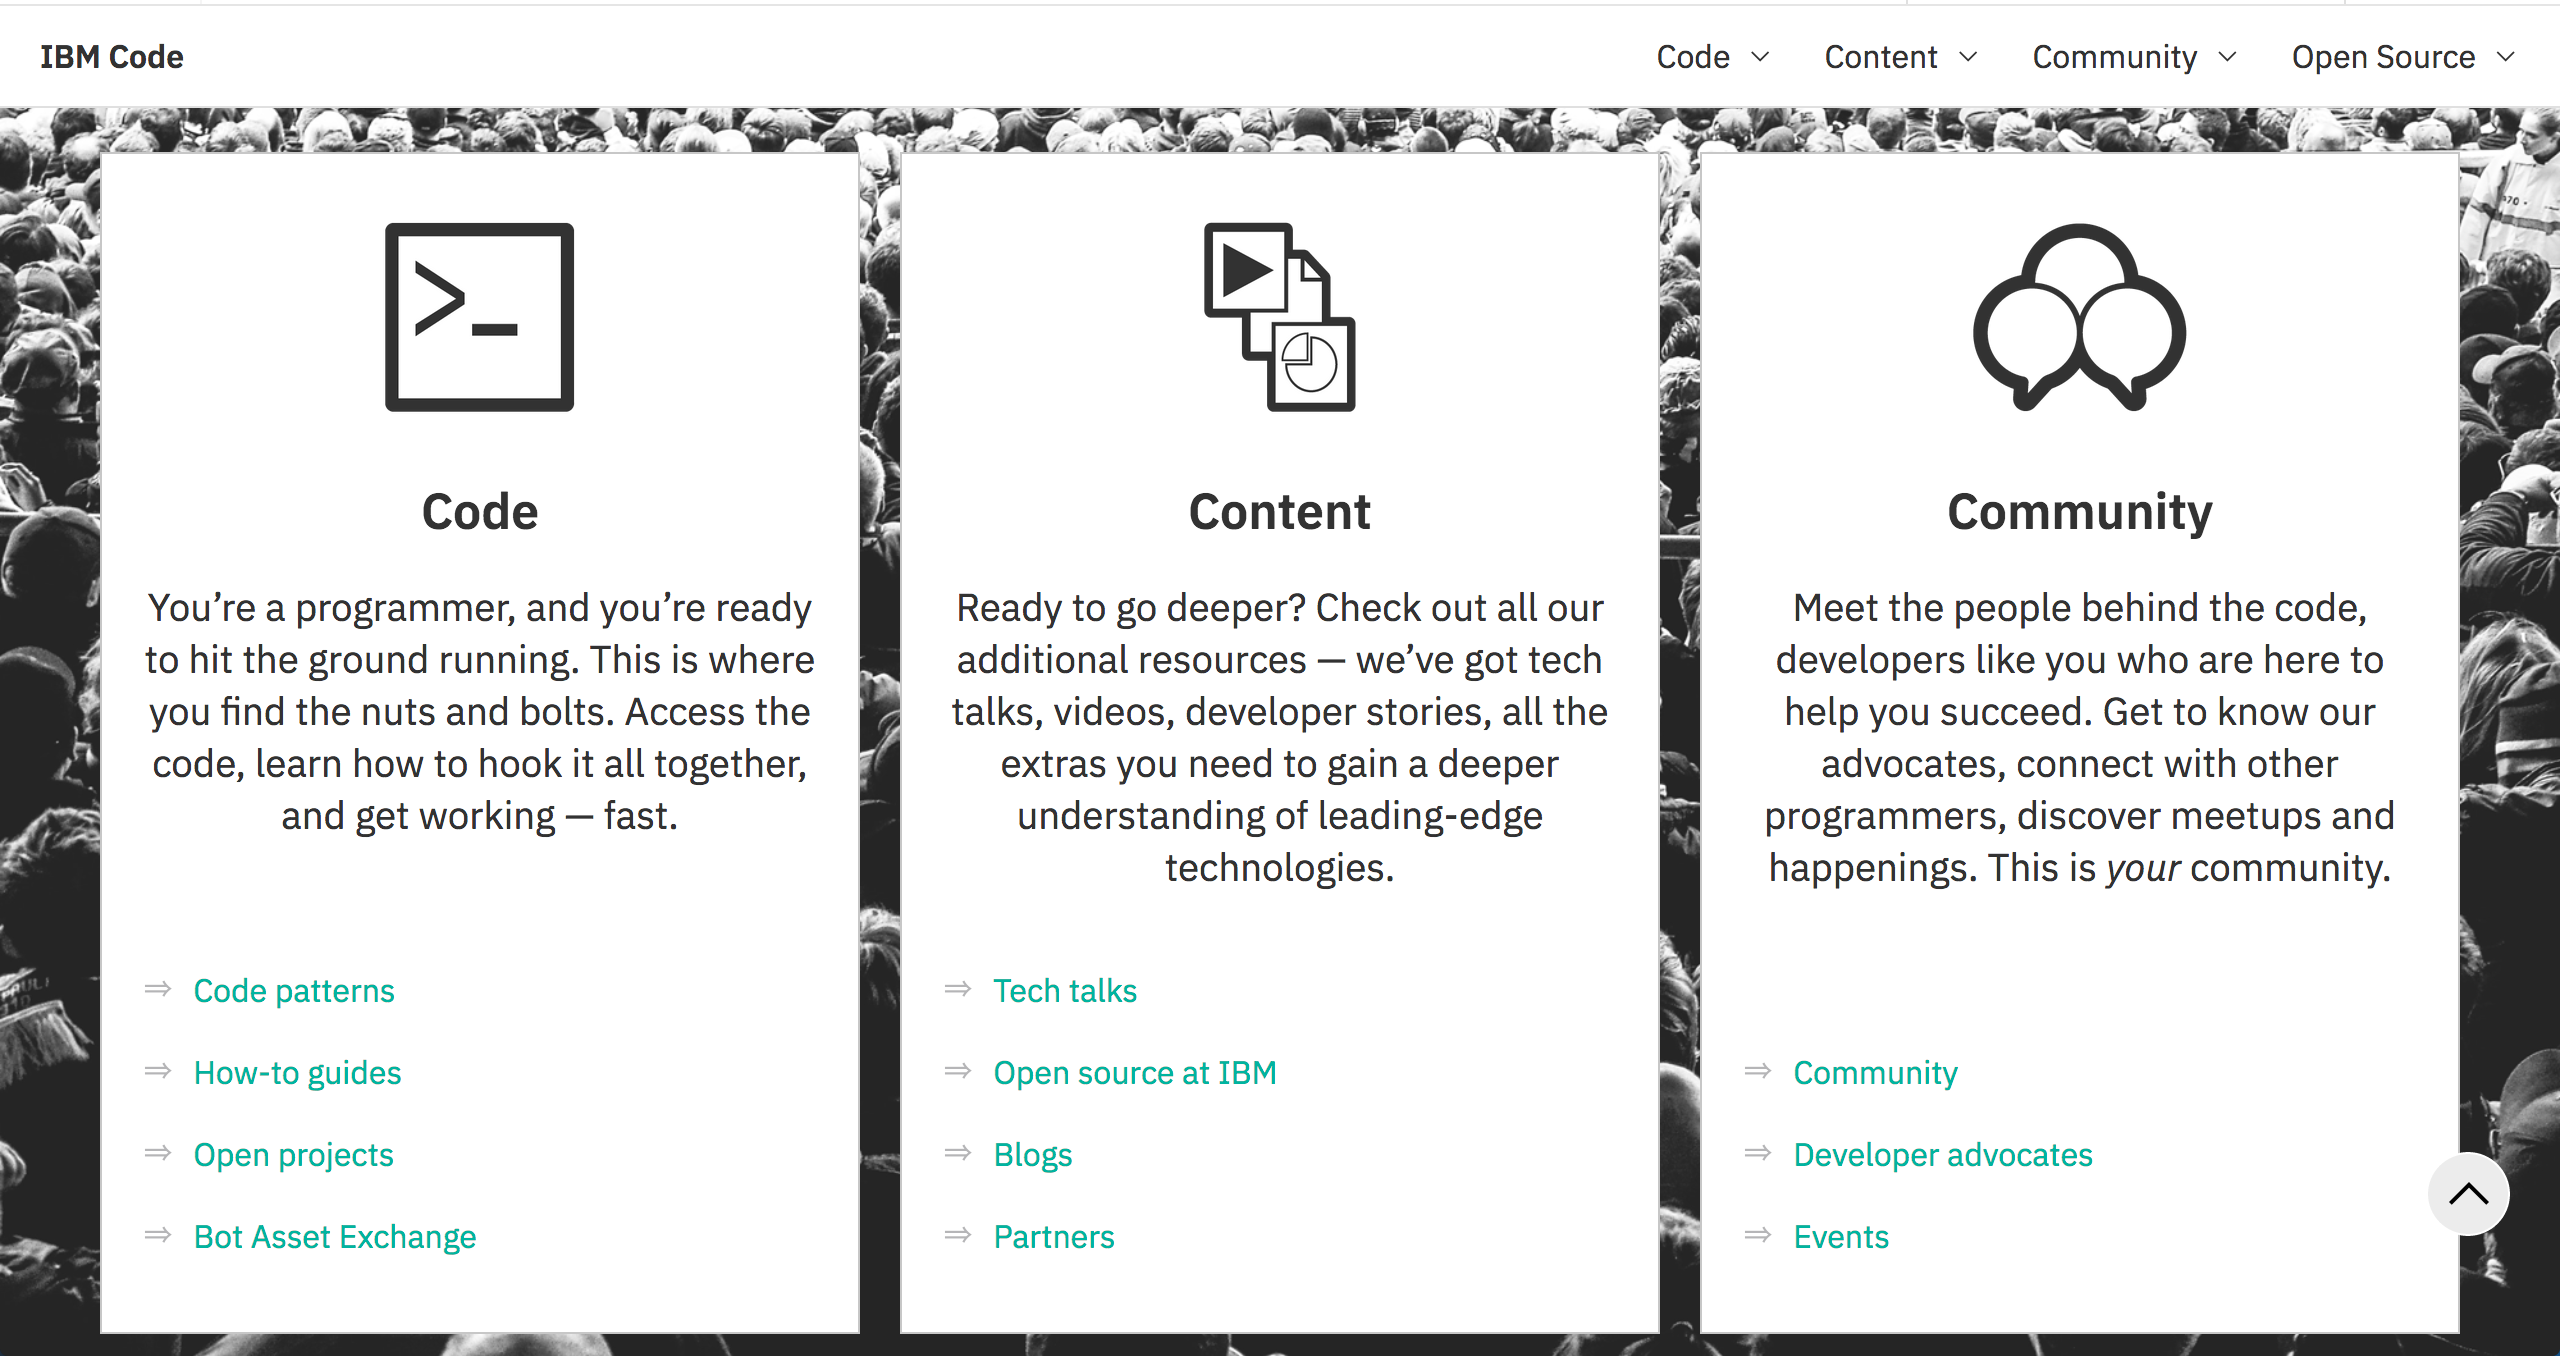 IBM Code
Code
Content
Community
Open Source
>_
Code
You’re a programmer, and you’re ready
to hit the ground running. This is where
you find the nuts and bolts. Access the
code, learn how to hook it all together,
and get working — fast.
⇒ Code patterns
⇒ How-to guides
⇒ Open projects
⇒ Bot Asset Exchange
Content
Ready to go deeper? Check out all our
additional resources — we’ve got tech
talks, videos, developer stories, all the
extras you need to gain a deeper
understanding of leading-edge
technologies.
⇒ Tech talks
⇒ Open source at IBM
⇒ Blogs
⇒ Partners
Community
Meet the people behind the code,
developers like you who are here to
help you succeed. Get to know our
advocates, connect with other
programmers, discover meetups and
happenings. This is your community.
⇒ Community
⇒ Developer advocates
⇒ Events